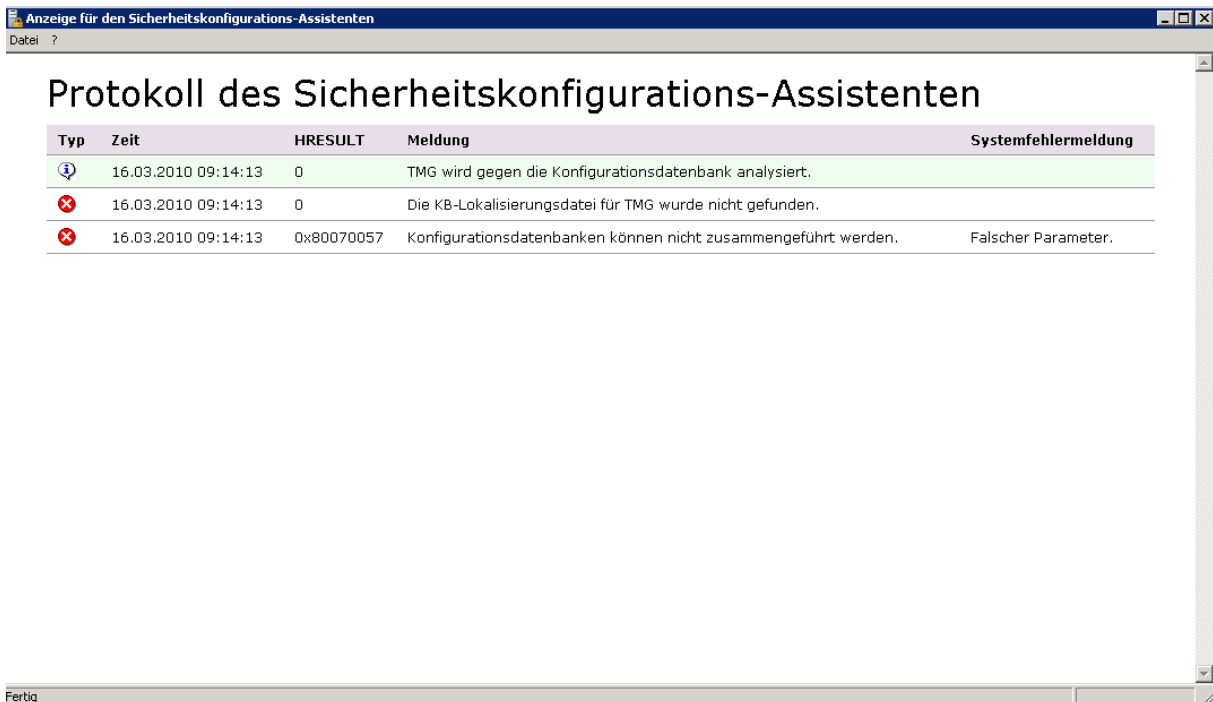 Anzeige für den Sicherheitskonfigurations-Assistenten
Datei ?
Protokoll des Sicherheitskonfigurations-Assistenten
Typ Zeit HRESULT Meldung Systemfehlermeldung
16.03.2010 09:14:13 0 TMG wird gegen die Konfigurationsdatenbank analysiert.
16.03.2010 09:14:13 0 Die KB-Lokalisierungsdatei für TMG wurde nicht gefunden.
16.03.2010 09:14:13 0x80070057 Konfigurationsdatenbanken können nicht zusammengeführt werden. Falscher Parameter.
Fertig